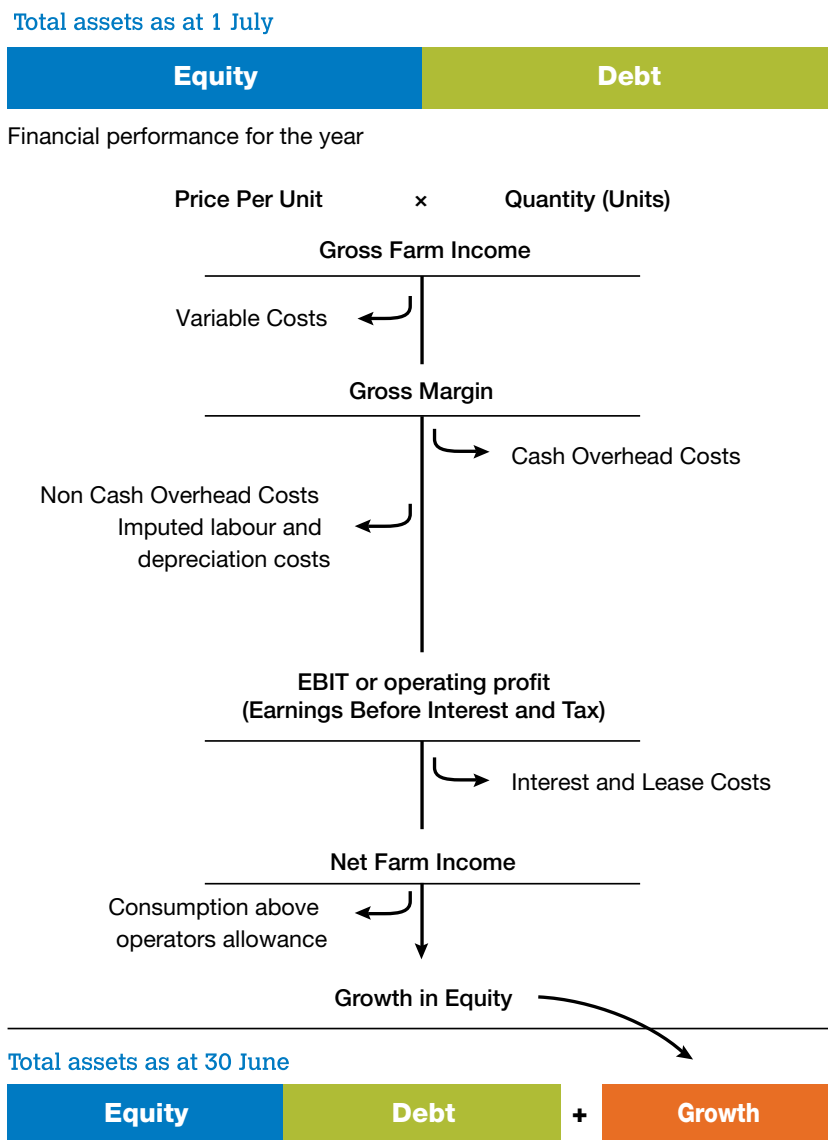 Total assets as at 1 July
Equity
Debt
Financial performance for the year
Price Per Unit × Quantity (Units)
Gross Farm Income
Variable Costs
Gross Margin
Cash Overhead Costs
Non Cash Overhead Costs
Imputed labour and
depreciation costs
EBIT or operating profit
(Earnings Before Interest and Tax)
Interest and Lease Costs
Net Farm Income
Consumption above
operators allowance
Growth in Equity
Total assets as at 30 June
Equity
Debt
+
Growth